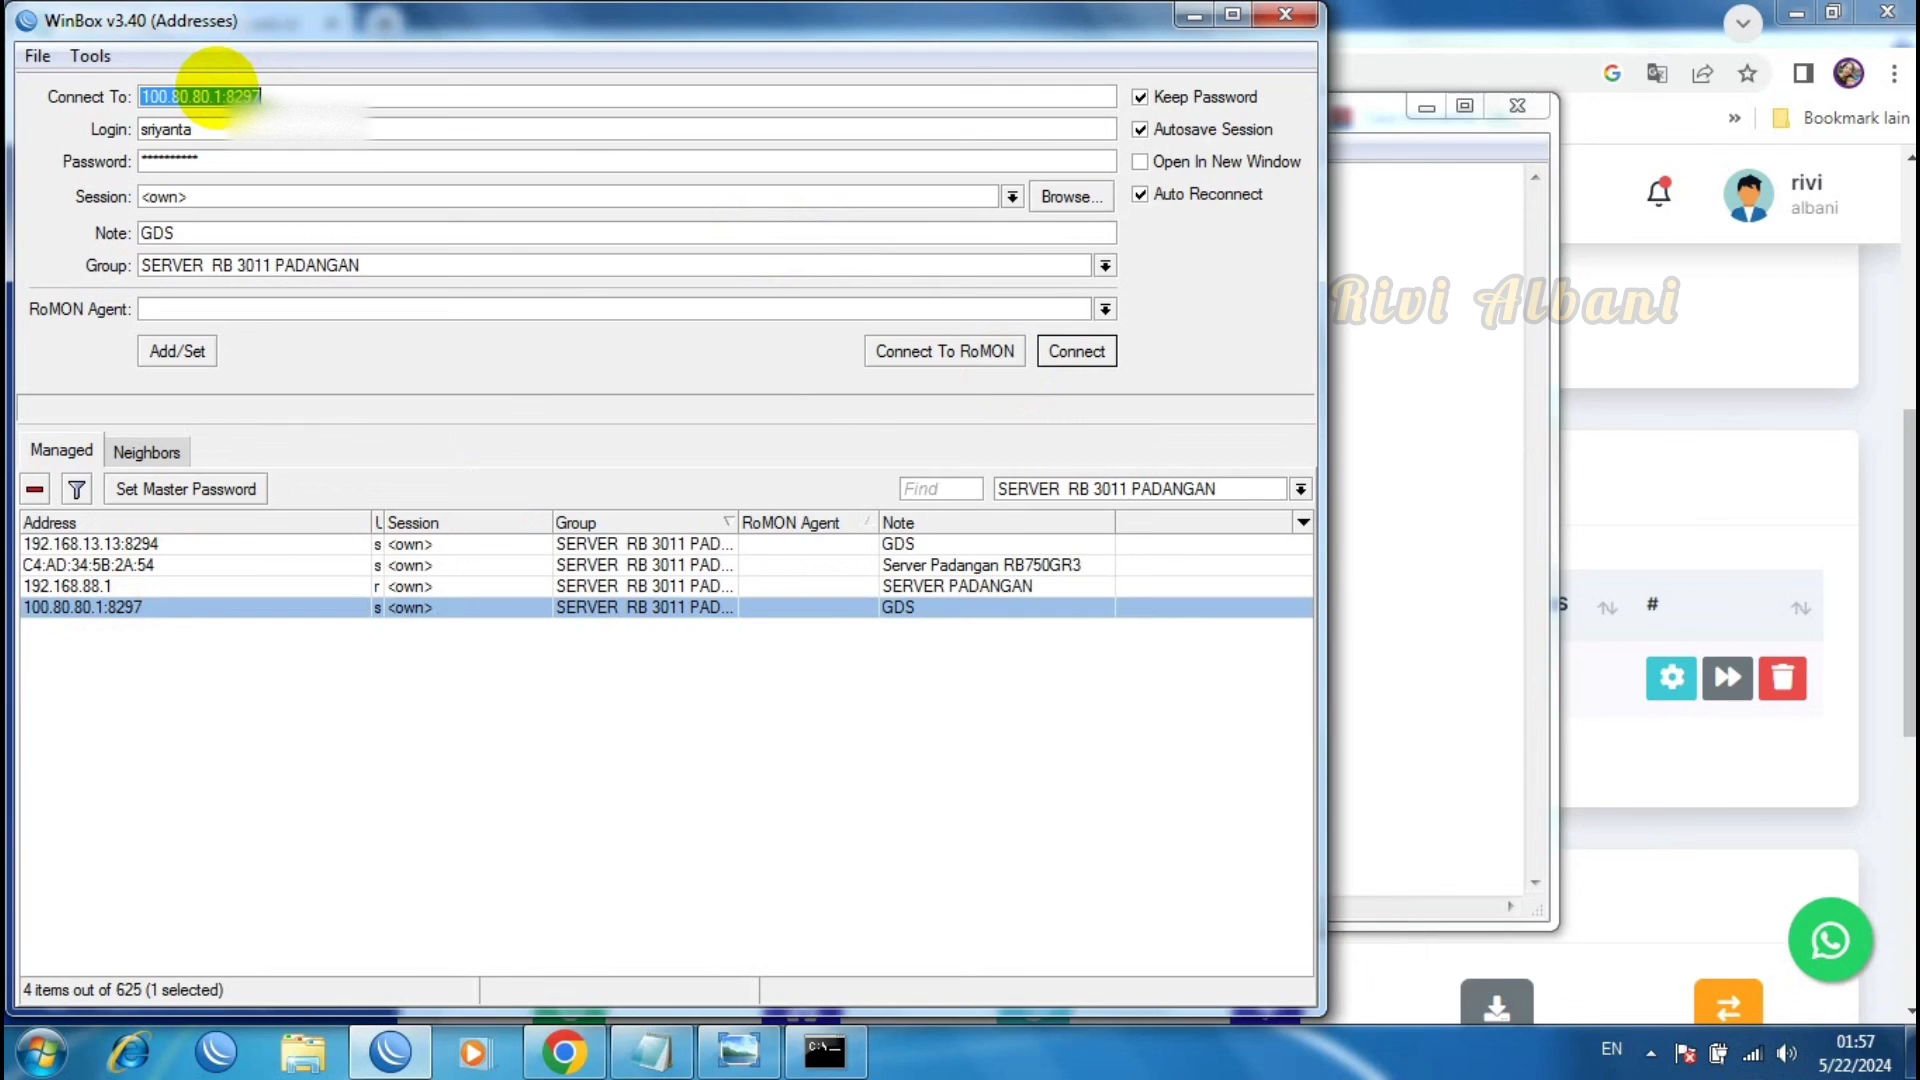 WinBox v3.40 (Addresses)
File Tools
Connect To: 100.80.80.1:8297
Keep Password
Login: sriyanta
Autosave Session
Password: **********
Open In New Window
Session: <own>
Browse...
Auto Reconnect
Note: GDS
Group: SERVER RB 3011 PADANGAN
RoMON Agent:
Add/Set
Connect To RoMON
Connect
Managed
Neighbors
Set Master Password
Find
SERVER RB 3011 PADANGAN
Address U Session Group RoMON Agent Note
192.168.13.13:8294 s <own> SERVER RB 3011 PAD... GDS
C4:AD:34:5B:2A:54 s <own> SERVER RB 3011 PAD... Server Padangan RB750GR3
192.168.88.1 r <own> SERVER RB 3011 PAD... SERVER PADANGAN
100.80.80.1:8297 s <own> SERVER RB 3011 PAD... GDS
4 items out of 625 (1 selected)
» Bookmark lain
rivi
albani
Rivi Albani
s #
C:\.
EN
01:57
5/22/2024